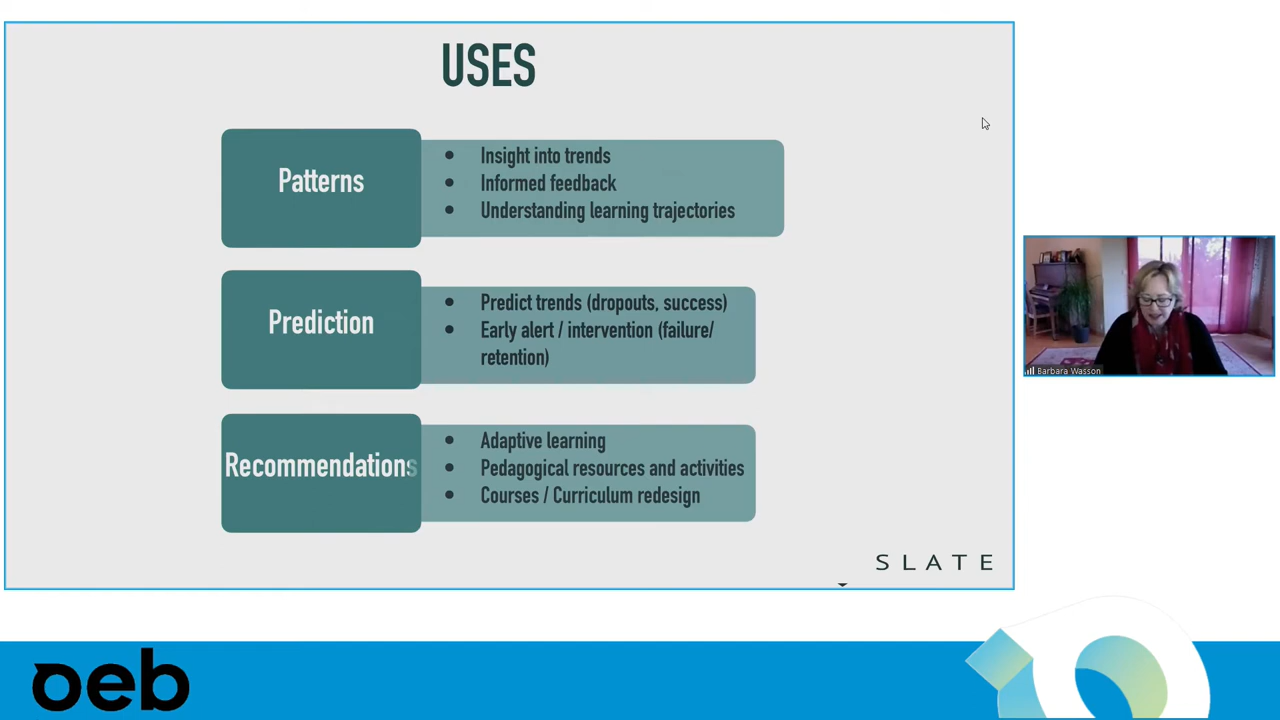 USES
Patterns
• Insight into trends
• Informed feedback
• Understanding learning trajectories
Prediction
• Predict trends (dropouts, success)
• Early alert / intervention (failure/
retention)
Recommendations
• Adaptive learning
• Pedagogical resources and activities
• Courses / Curriculum redesign
SLATE
Barbara Wasson
oeb